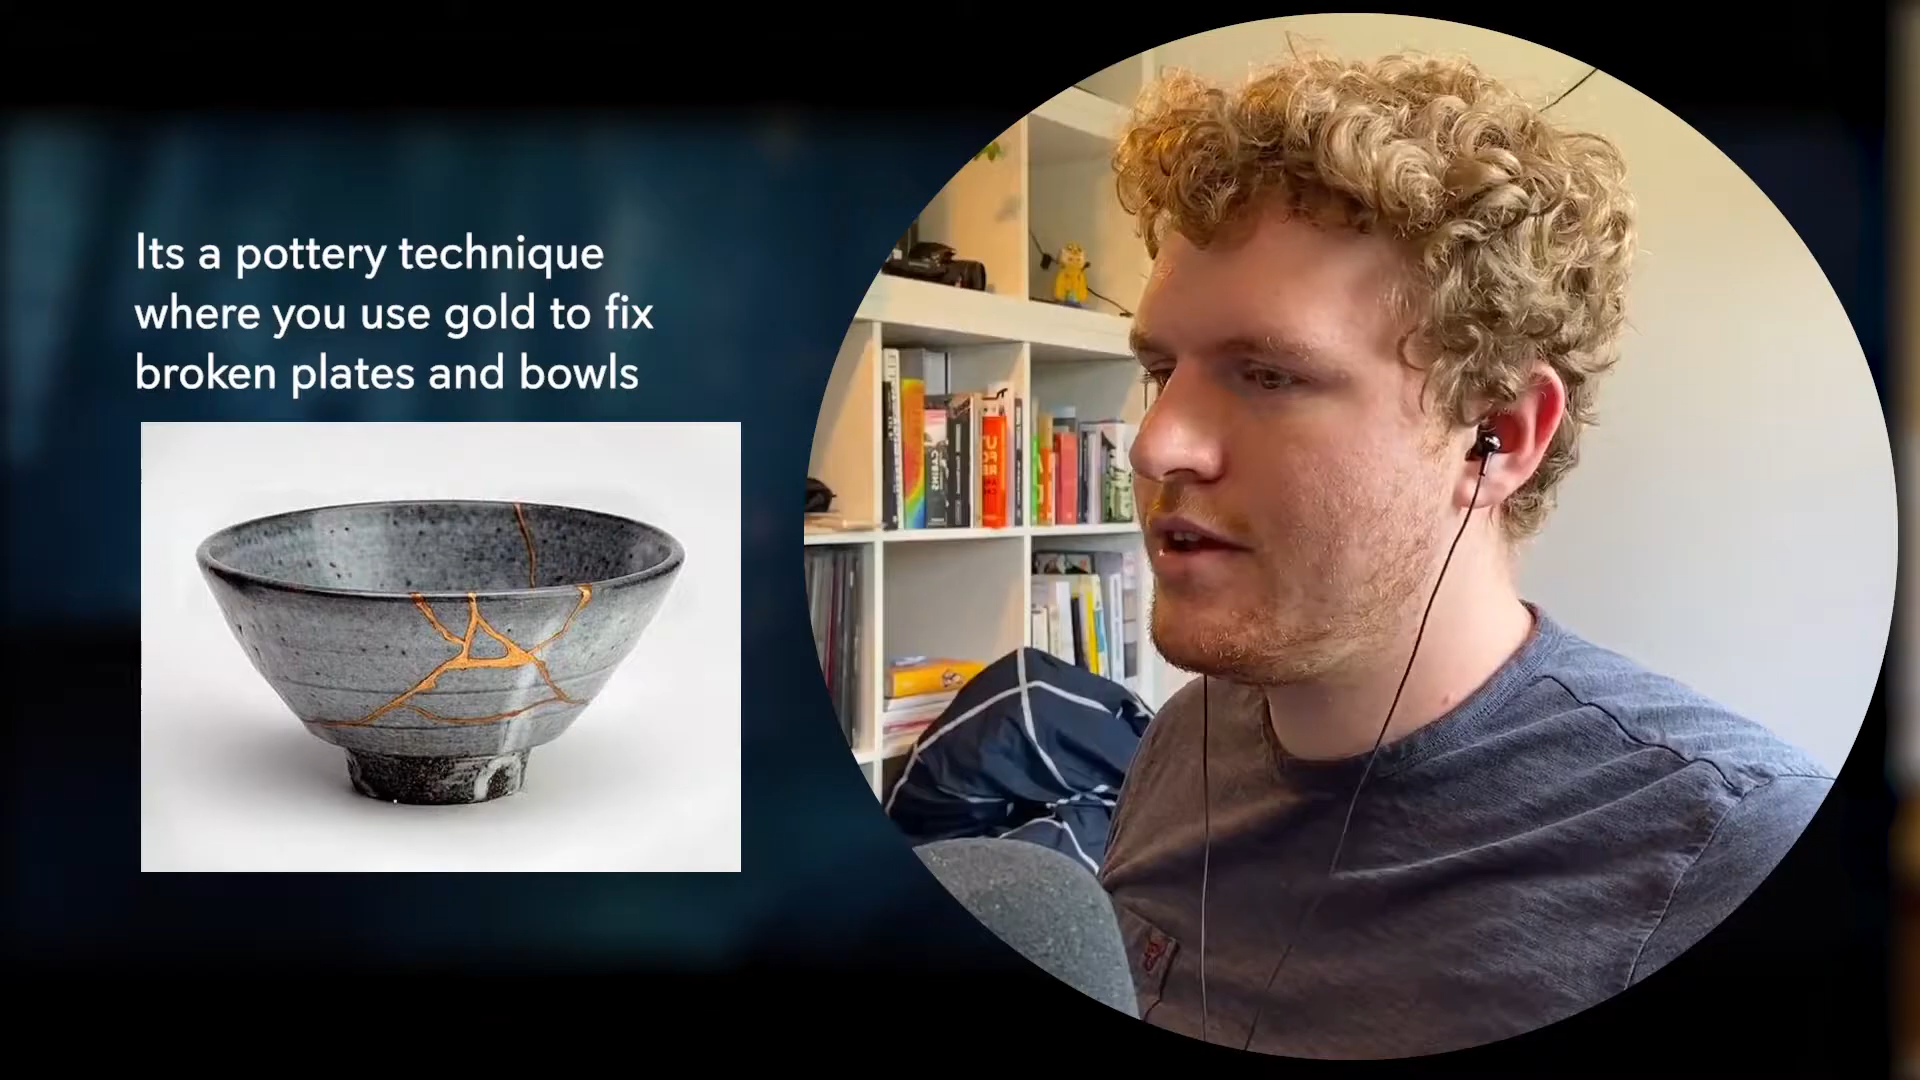 Its a pottery technique
where you use gold to fix
broken plates and bowls